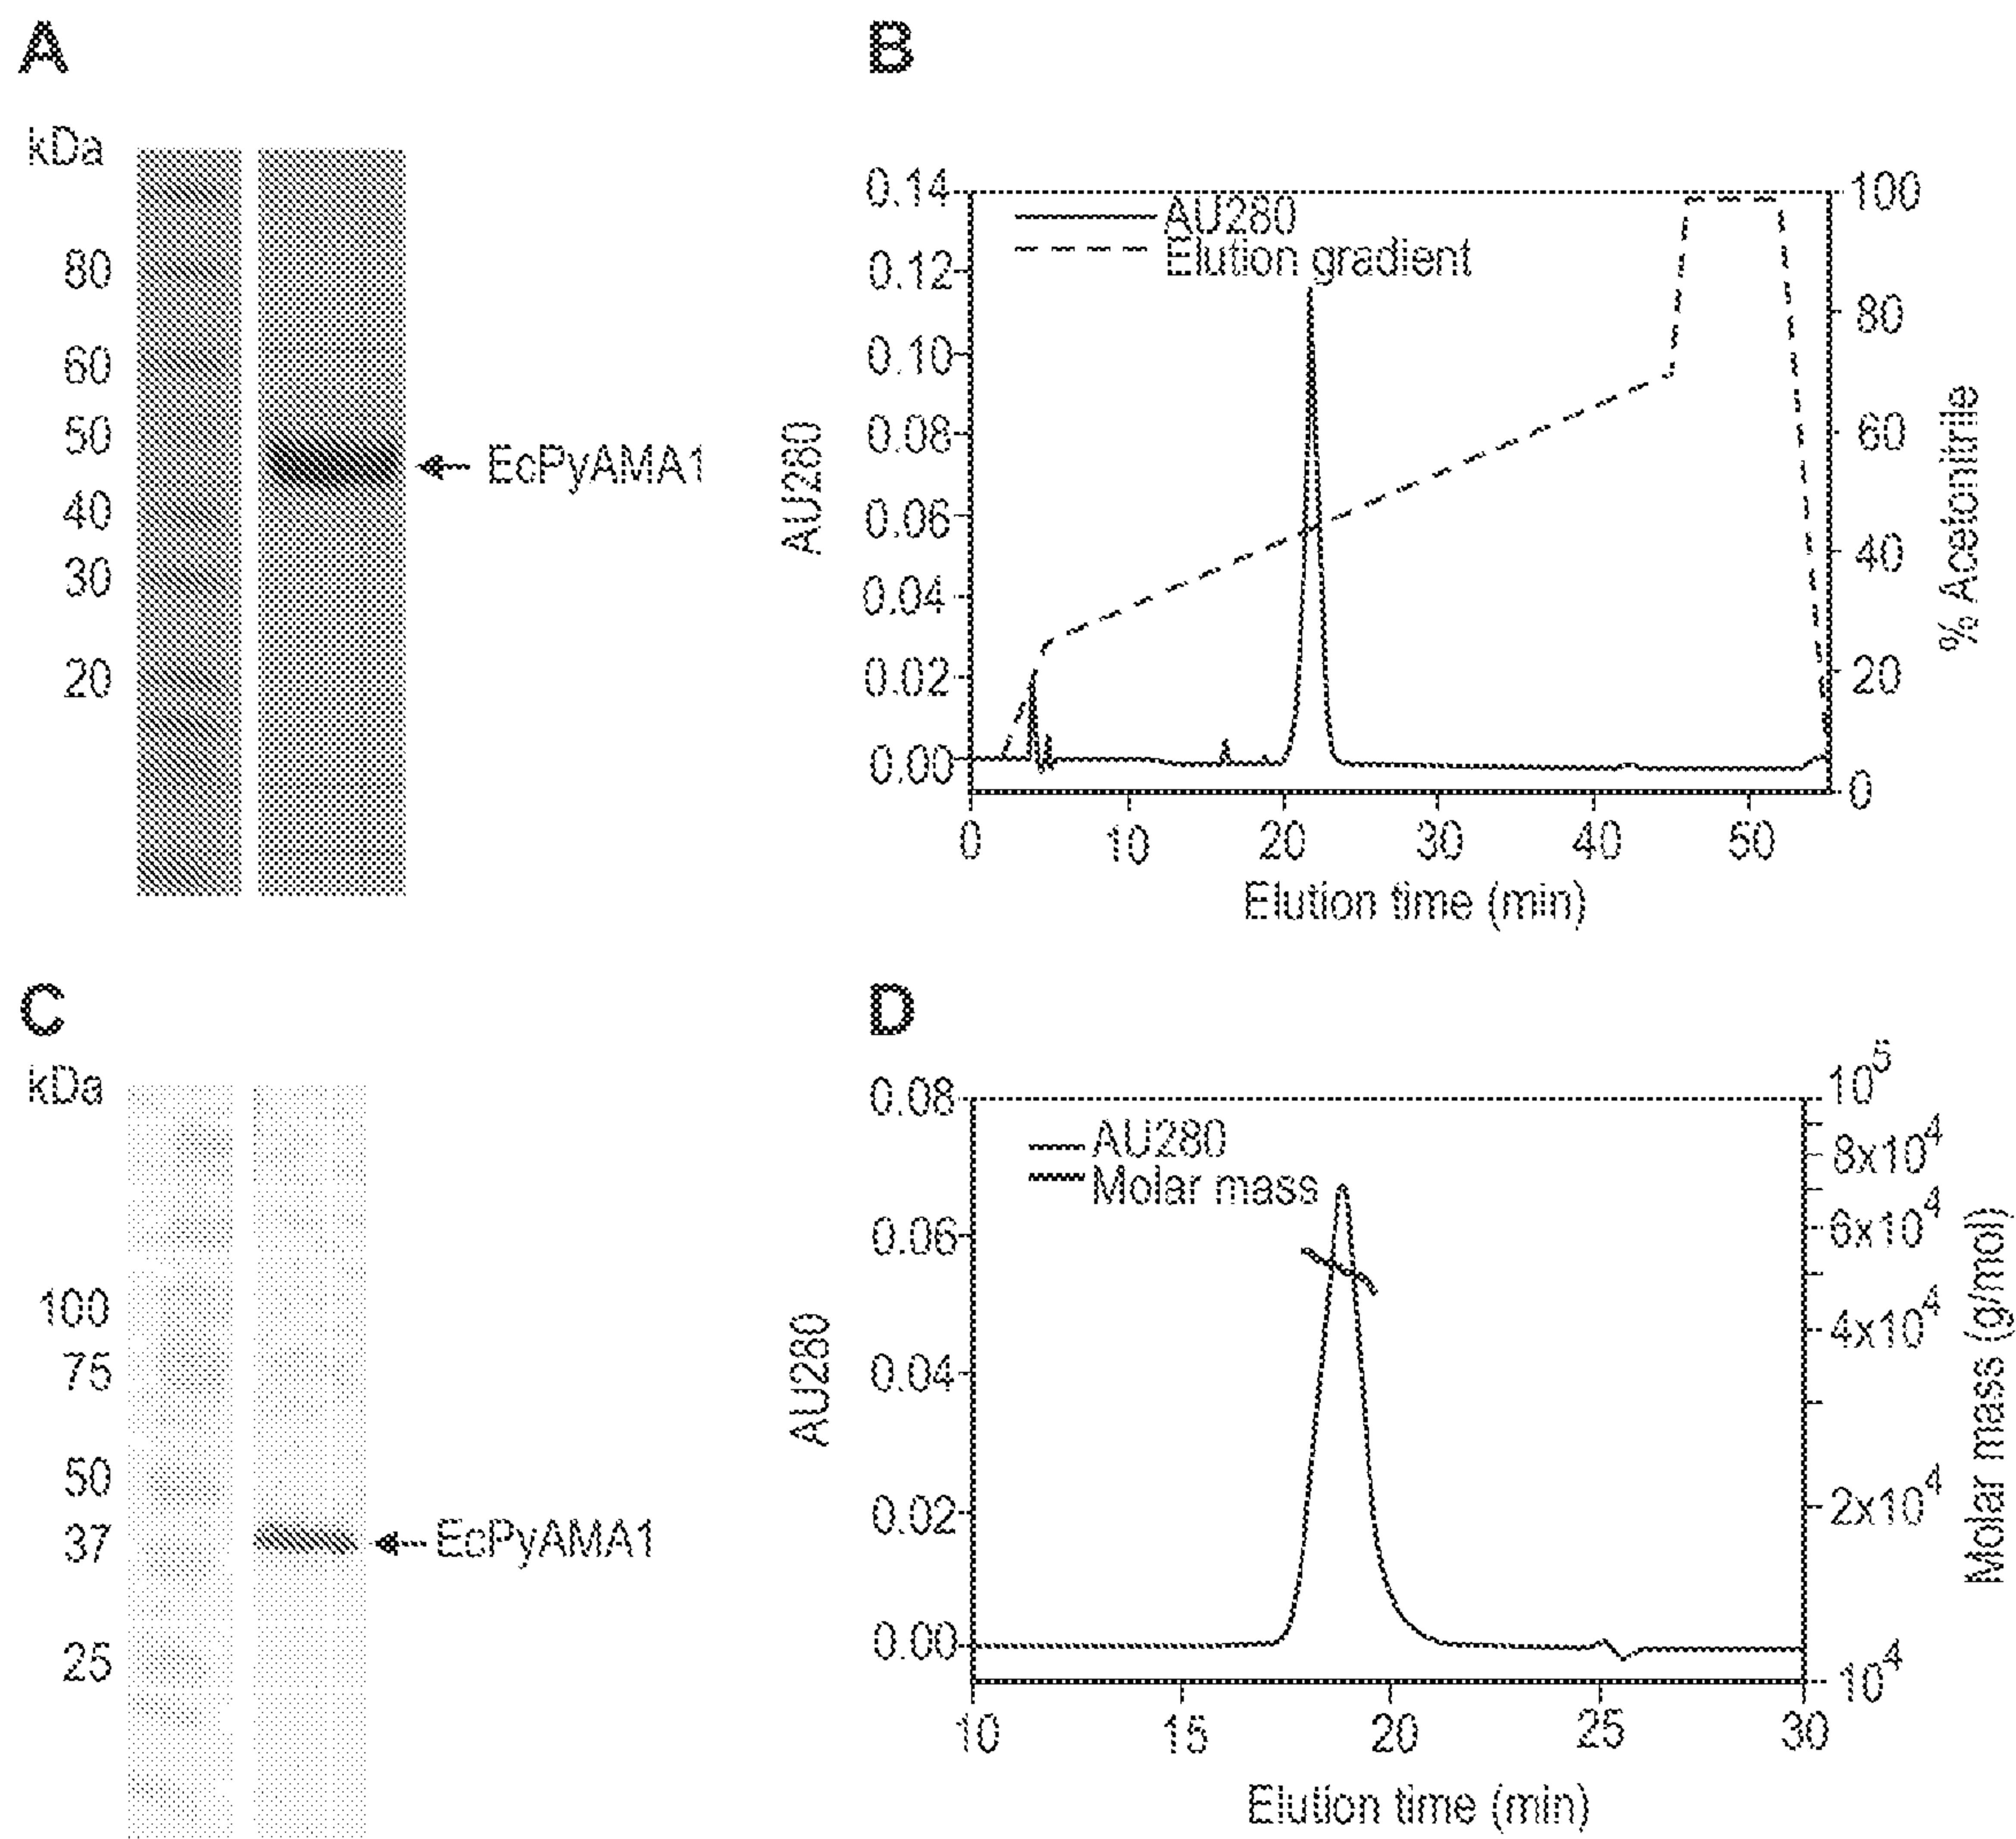 A
kDa
80
60
50
40
30
20
EcPyAMA1
B
0.14
0.12
0.10
0.08
0.06
0.04
0.02
0.00
AU280
AU280
Elution gradient
100
80
60
40
20
0
% Acetonitrile
0 10 20 30 40 50
Elution time (min)
C
kDa
100
75
50
37
25
EcPyAMA1
D
0.08
0.06
0.04
0.02
0.00
AU280
AU280
Molar mass
10⁵
8x10⁴
6x10⁴
4x10⁴
2x10⁴
10⁴
Molar mass (g/mol)
10 15 20 25 30
Elution time (min)